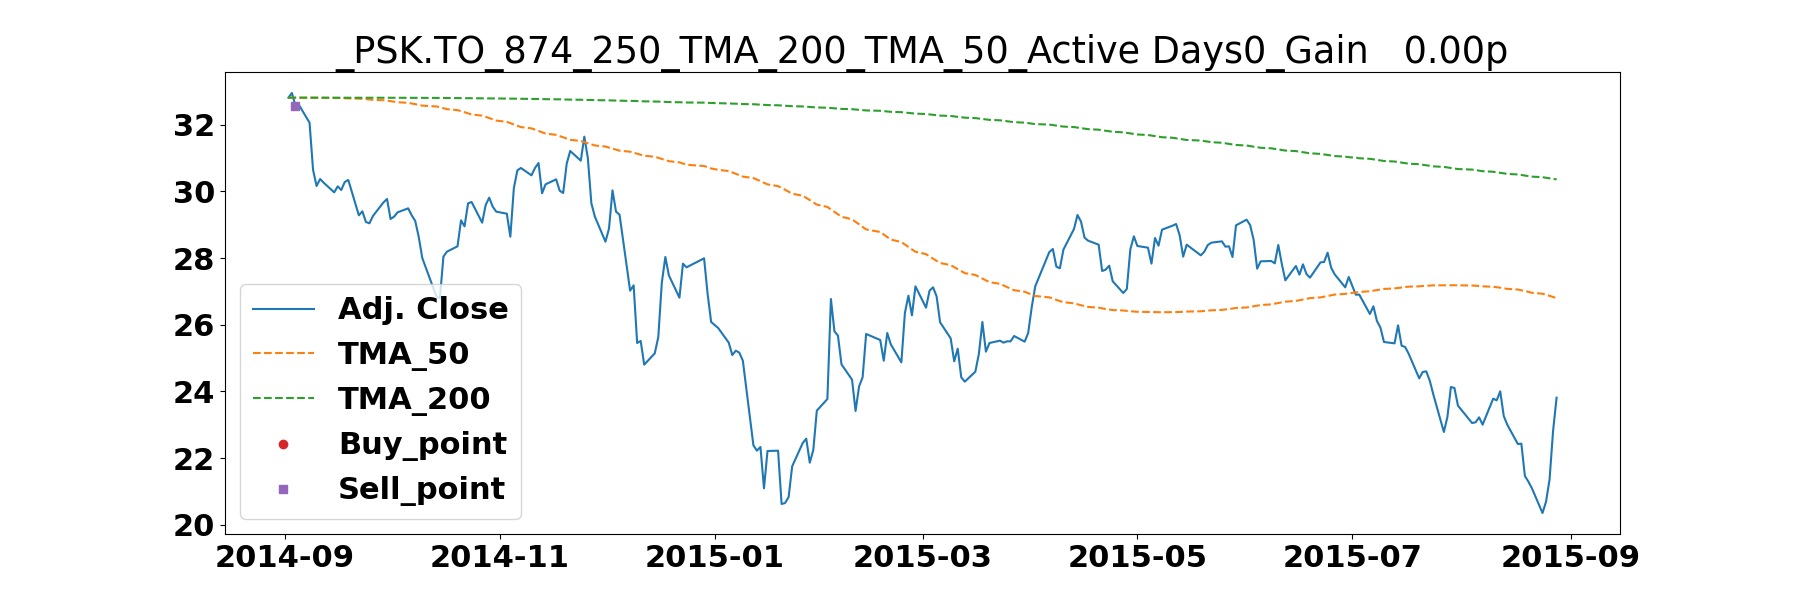 _PSK.TO_874_250_TMA_200_TMA_50_Active Days0_Gain   0.00p
32
30
28
26
24
22
20
Adj. Close
TMA_50
TMA_200
Buy_point
Sell_point
2014-09 2014-11 2015-01 2015-03 2015-05 2015-07 2015-09